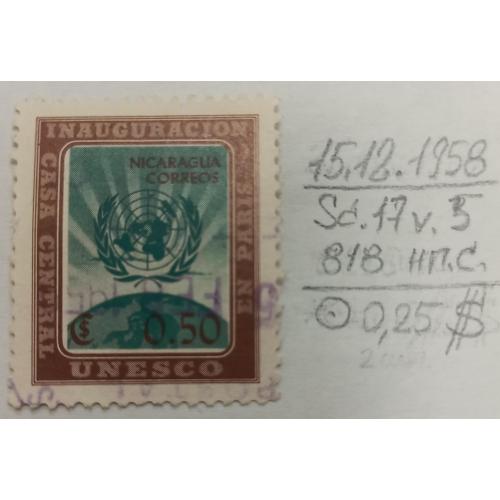 INAUGURACION
CASA CENTRAL
EN PARIS
NICARAGUA
CORREOS
C$ 0.50
UNESCO
15.12.1958
Sc. 17 v. 5
818 нп.с.
0,25 $